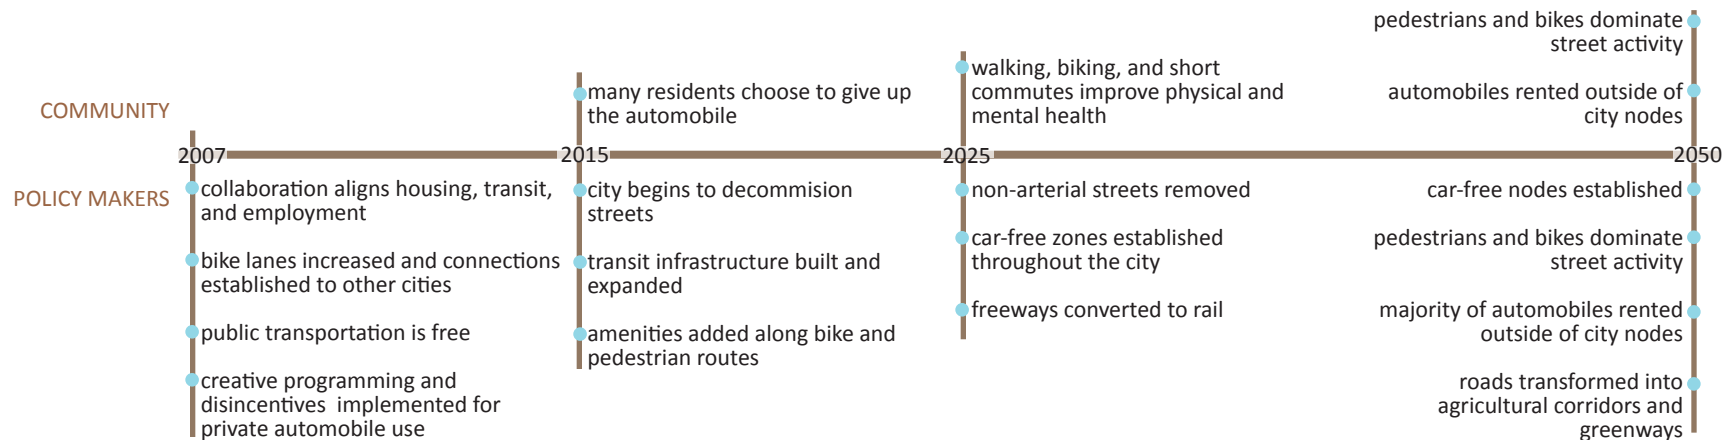 COMMUNITY
POLICY MAKERS
2007
collaboration aligns housing, transit,
and employment
bike lanes increased and connections
established to other cities
public transportation is free
creative programming and
disincentives implemented for
private automobile use
many residents choose to give up
the automobile
2015
city begins to decommision
streets
transit infrastructure built and
expanded
amenities added along bike and
pedestrian routes
walking, biking, and short
commutes improve physical and
mental health
2025
non-arterial streets removed
car-free zones established
throughout the city
freeways converted to rail
pedestrians and bikes dominate
street activity
automobiles rented outside of
city nodes
2050
car-free nodes established
pedestrians and bikes dominate
street activity
majority of automobiles rented
outside of city nodes
roads transformed into
agricultural corridors and
greenways